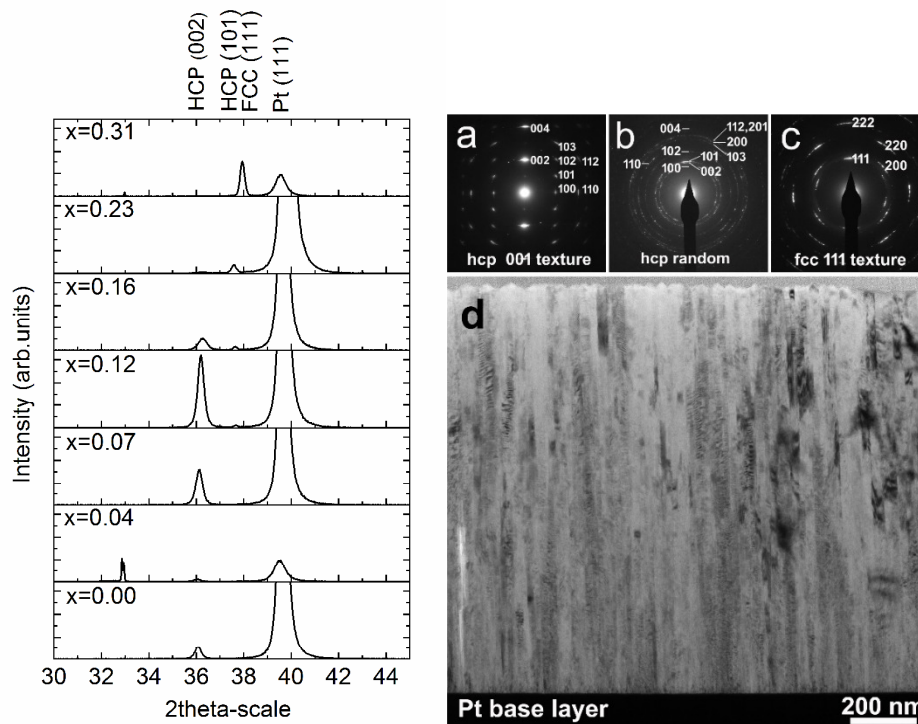 HCP (002)
HCP (101)
FCC (111)
Pt (111)
x=0.31
x=0.23
x=0.16
x=0.12
x=0.07
x=0.04
x=0.00
Intensity (arb.units)
30 32 34 36 38 40 42 44
2theta-scale
a
004
103
002 102 112
101
100 110
hcp 001 texture
b
004 112,201
200
102 101 103
110 100 002
hcp random
c
222
220
111 200
fcc 111 texture
d
Pt base layer 200 nm